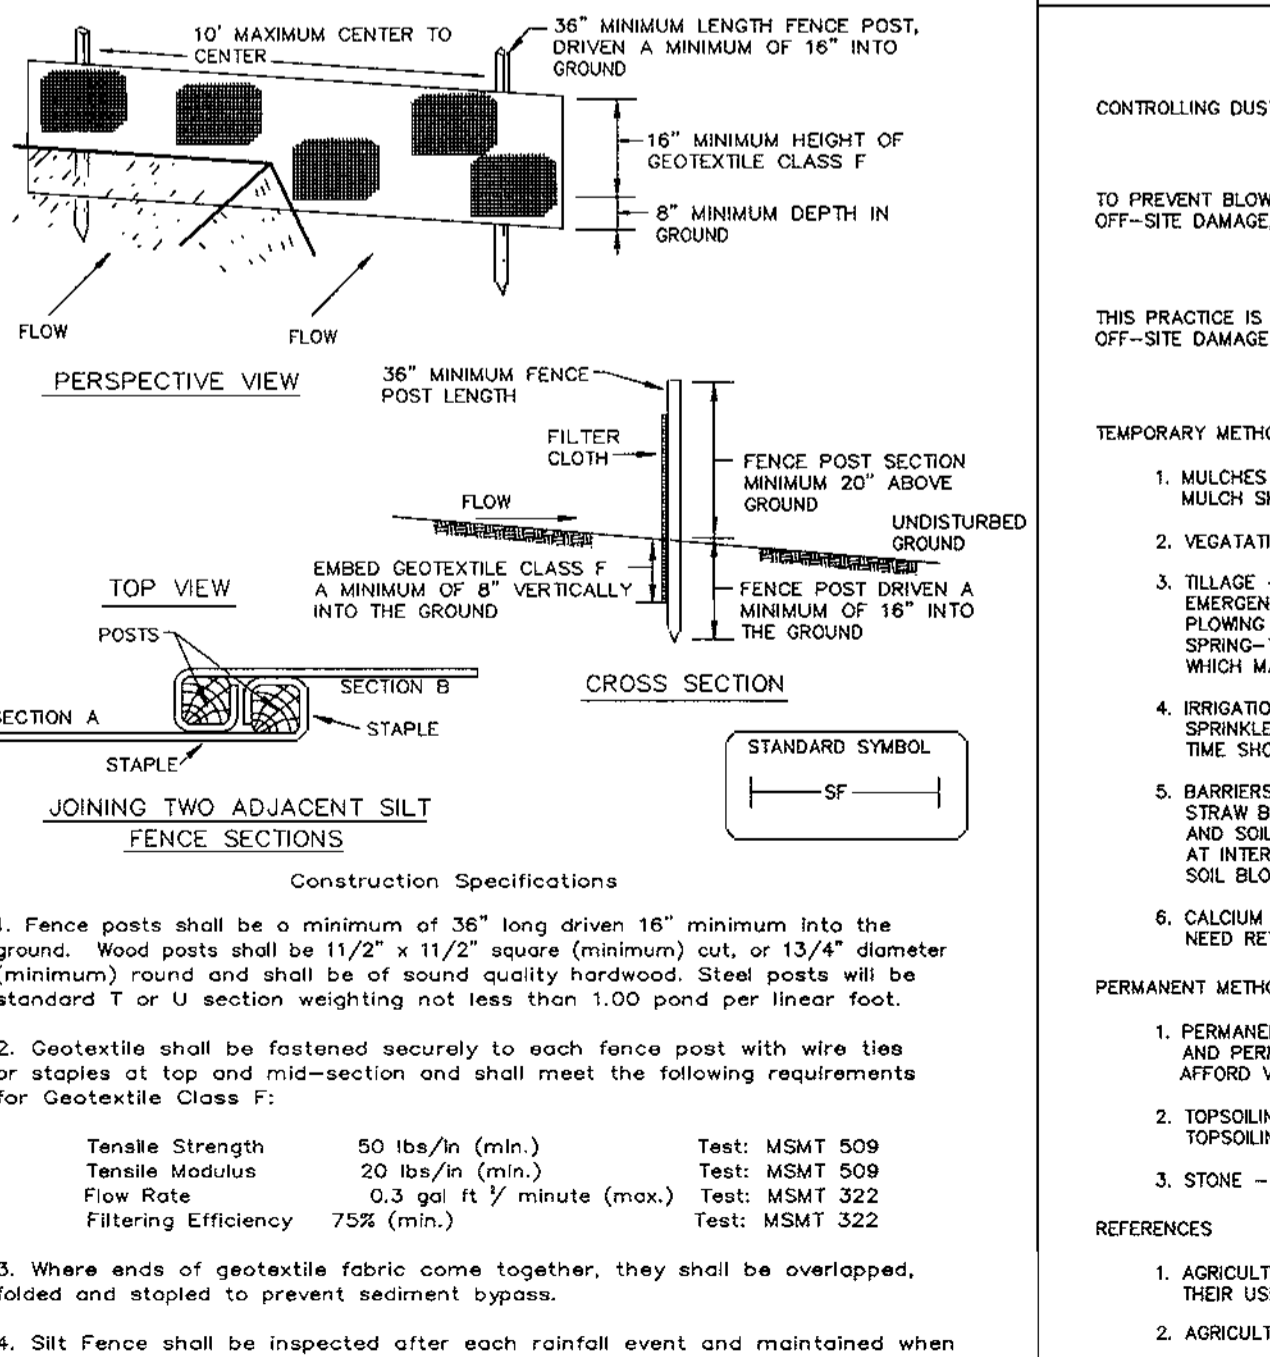 10' MAXIMUM CENTER TO
CENTER
36" MINIMUM LENGTH FENCE POST,
DRIVEN A MINIMUM OF 16" INTO
GROUND
16" MINIMUM HEIGHT OF
GEOTEXTILE CLASS F
8" MINIMUM DEPTH IN
GROUND
FLOW
FLOW
PERSPECTIVE VIEW
36" MINIMUM FENCE
POST LENGTH
FILTER
CLOTH
FENCE POST SECTION
MINIMUM 20" ABOVE
GROUND
FLOW
UNDISTURBED
GROUND
EMBED GEOTEXTILE CLASS F
A MINIMUM OF 8" VERTICALLY
INTO THE GROUND
FENCE POST DRIVEN A
MINIMUM OF 16" INTO
THE GROUND
CROSS SECTION
TOP VIEW
POSTS
SECTION B
SECTION A
STAPLE
STAPLE
JOINING TWO ADJACENT SILT
FENCE SECTIONS
STANDARD SYMBOL
SF
Construction Specifications
1. Fence posts shall be a minimum of 36" long driven 16" minimum into the
ground. Wood posts shall be 11/2" x 11/2" square (minimum) cut, or 13/4" diameter
(minimum) round and shall be of sound quality hardwood. Steel posts will be
standard T or U section weighting not less than 1.00 pond per linear foot.
2. Geotextile shall be fastened securely to each fence post with wire ties
or staples at top and mid-section and shall meet the following requirements
for Geotextile Class F:
Tensile Strength 50 lbs/in (min.) Test: MSMT 509
Tensile Modulus 20 lbs/in (min.) Test: MSMT 509
Flow Rate 0.3 gal ft ²/ minute (max.) Test: MSMT 322
Filtering Efficiency 75% (min.) Test: MSMT 322
3. Where ends of geotextile fabric come together, they shall be overlapped,
folded and stapled to prevent sediment bypass.
4. Silt Fence shall be inspected after each rainfall event and maintained when
CONTROLLING DUST
TO PREVENT BLOW
OFF-SITE DAMAGE,
THIS PRACTICE IS
OFF-SITE DAMAGE
TEMPORARY METHO
1. MULCHES
MULCH SH
2. VEGATATI
3. TILLAGE -
EMERGEN
PLOWING
SPRING-
WHICH MA
4. IRRIGATIO
SPRINKLE
TIME SHO
5. BARRIERS
STRAW B
AND SOIL
AT INTER
SOIL BLO
6. CALCIUM
NEED RE
PERMANENT METHO
1. PERMANE
AND PER
AFFORD V
2. TOPSOILIN
TOPSOILIN
3. STONE -
REFERENCES
1. AGRICULT
THEIR US
2. AGRICULT